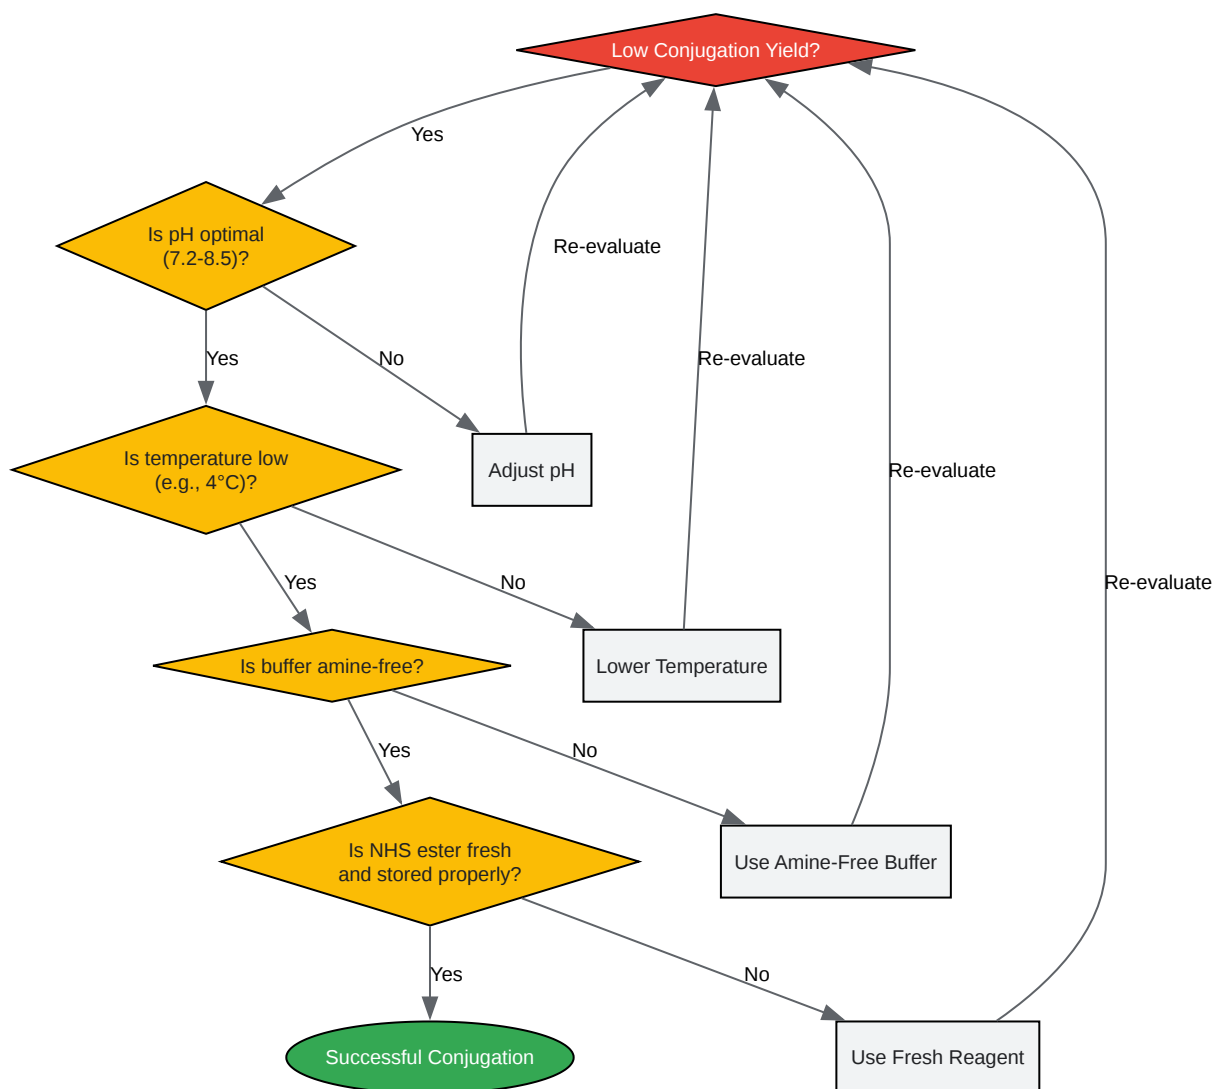 Low Conjugation Yield?
Yes
Is pH optimal
(7.2-8.5)?
Re-evaluate
Yes
No
Re-evaluate
Is temperature low
(e.g., 4°C)?
Adjust pH
Re-evaluate
Yes
No
Re-evaluate
Is buffer amine-free?
Lower Temperature
Yes
No
Is NHS ester fresh
and stored properly?
Use Amine-Free Buffer
Yes
No
Successful Conjugation
Use Fresh Reagent